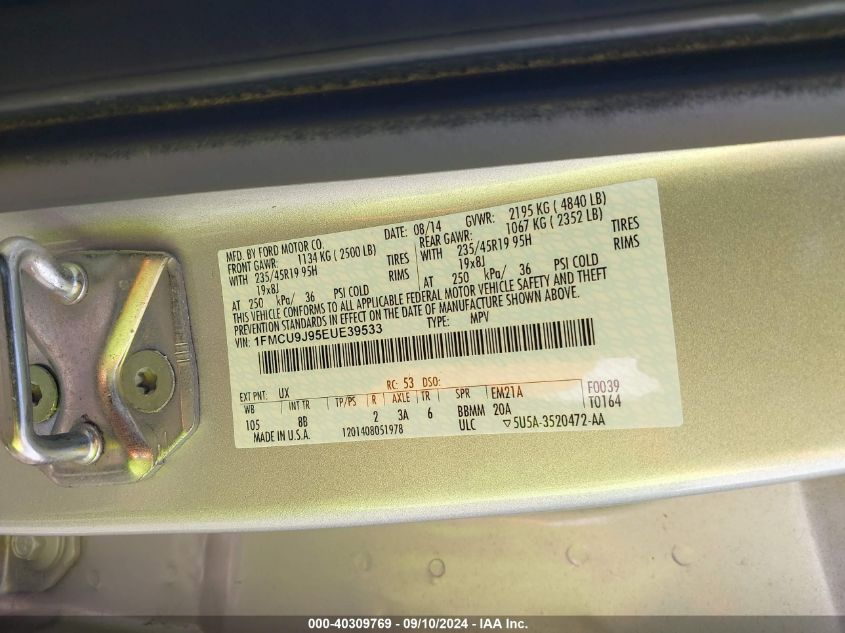 MFD. BY FORD MOTOR CO.
DATE: 08/14 GVWR: 2195 KG ( 4840 LB)
FRONT GAWR: 1134 KG ( 2500 LB) REAR GAWR: 1067 KG ( 2352 LB)
WITH 235/45R19 95H TIRES WITH 235/45R19 95H TIRES
19x8J RIMS 19x8J RIMS
AT 250 kPa/ 36 PSI COLD AT 250 kPa/ 36 PSI COLD
THIS VEHICLE CONFORMS TO ALL APPLICABLE FEDERAL MOTOR VEHICLE SAFETY AND THEFT
PREVENTION STANDARDS IN EFFECT ON THE DATE OF MANUFACTURE SHOWN ABOVE.
VIN: 1FMCU9J95EUE39533 TYPE: MPV
EXT PNT: UX RC: 53 DSO: F0039
WB INT TR TP/PS R AXLE TR SPR EM21A T0164
105 8B 2 3A 6 BBMM 20A
MADE IN U.S.A. 1201408051978 ULC ▽5U5A-3520472-AA
000-40309769 - 09/10/2024 - IAA Inc.